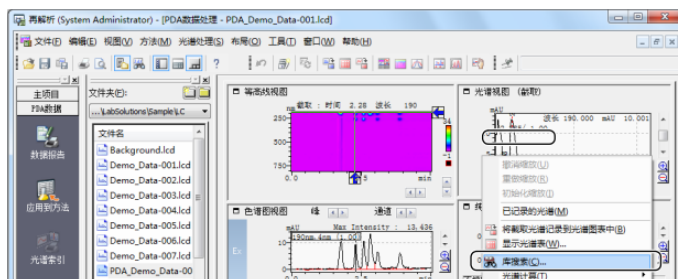 再解析 (System Administrator) - [PDA数据处理 - PDA_Demo_Data-001.lcd]
文件(F) 编辑(E) 视图(V) 方法(M) 光谱处理(S) 布局(O) 工具(T) 窗口(W) 帮助(H)
主项目
PDA数据
数据报告
应用到方法
光谱索引
文件夹(E):
...\LabSolutions\Sample\LC
文件名
Background.lcd
Demo_Data-001.lcd
Demo_Data-002.lcd
Demo_Data-003.lcd
Demo_Data-004.lcd
Demo_Data-005.lcd
Demo_Data-006.lcd
Demo_Data-007.lcd
PDA_Demo_Data-00
等高线视图
nm 截取 : 时间 2.28 波长 190
250
500
750
0.0
5
min
-1
色谱图视图 峰 通道
mAU Max Intensity : 13,436
190nm,4nm (1.00)
10
0
Ex
光谱视图 (截取)
mAU 波长 190.000 mAU 10.001
撤消缩放(U)
重做缩放(R)
初始化缩放(I)
已记录的光谱(M)
将截取光谱记录到光谱图表中(B)
显示光谱表(W)...
库搜索(C)...
光谱计算(T)